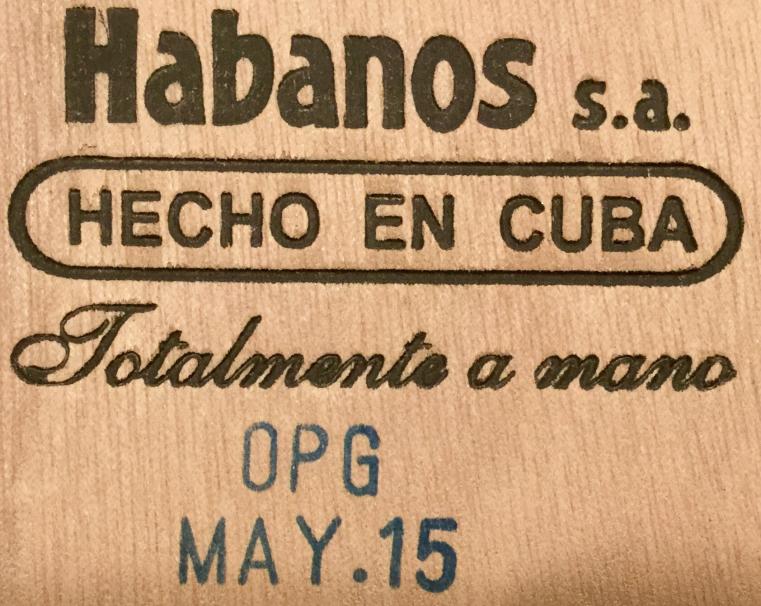 Habanos s.a.
HECHO EN CUBA
Totalmente a mano
OPG
MAY.15